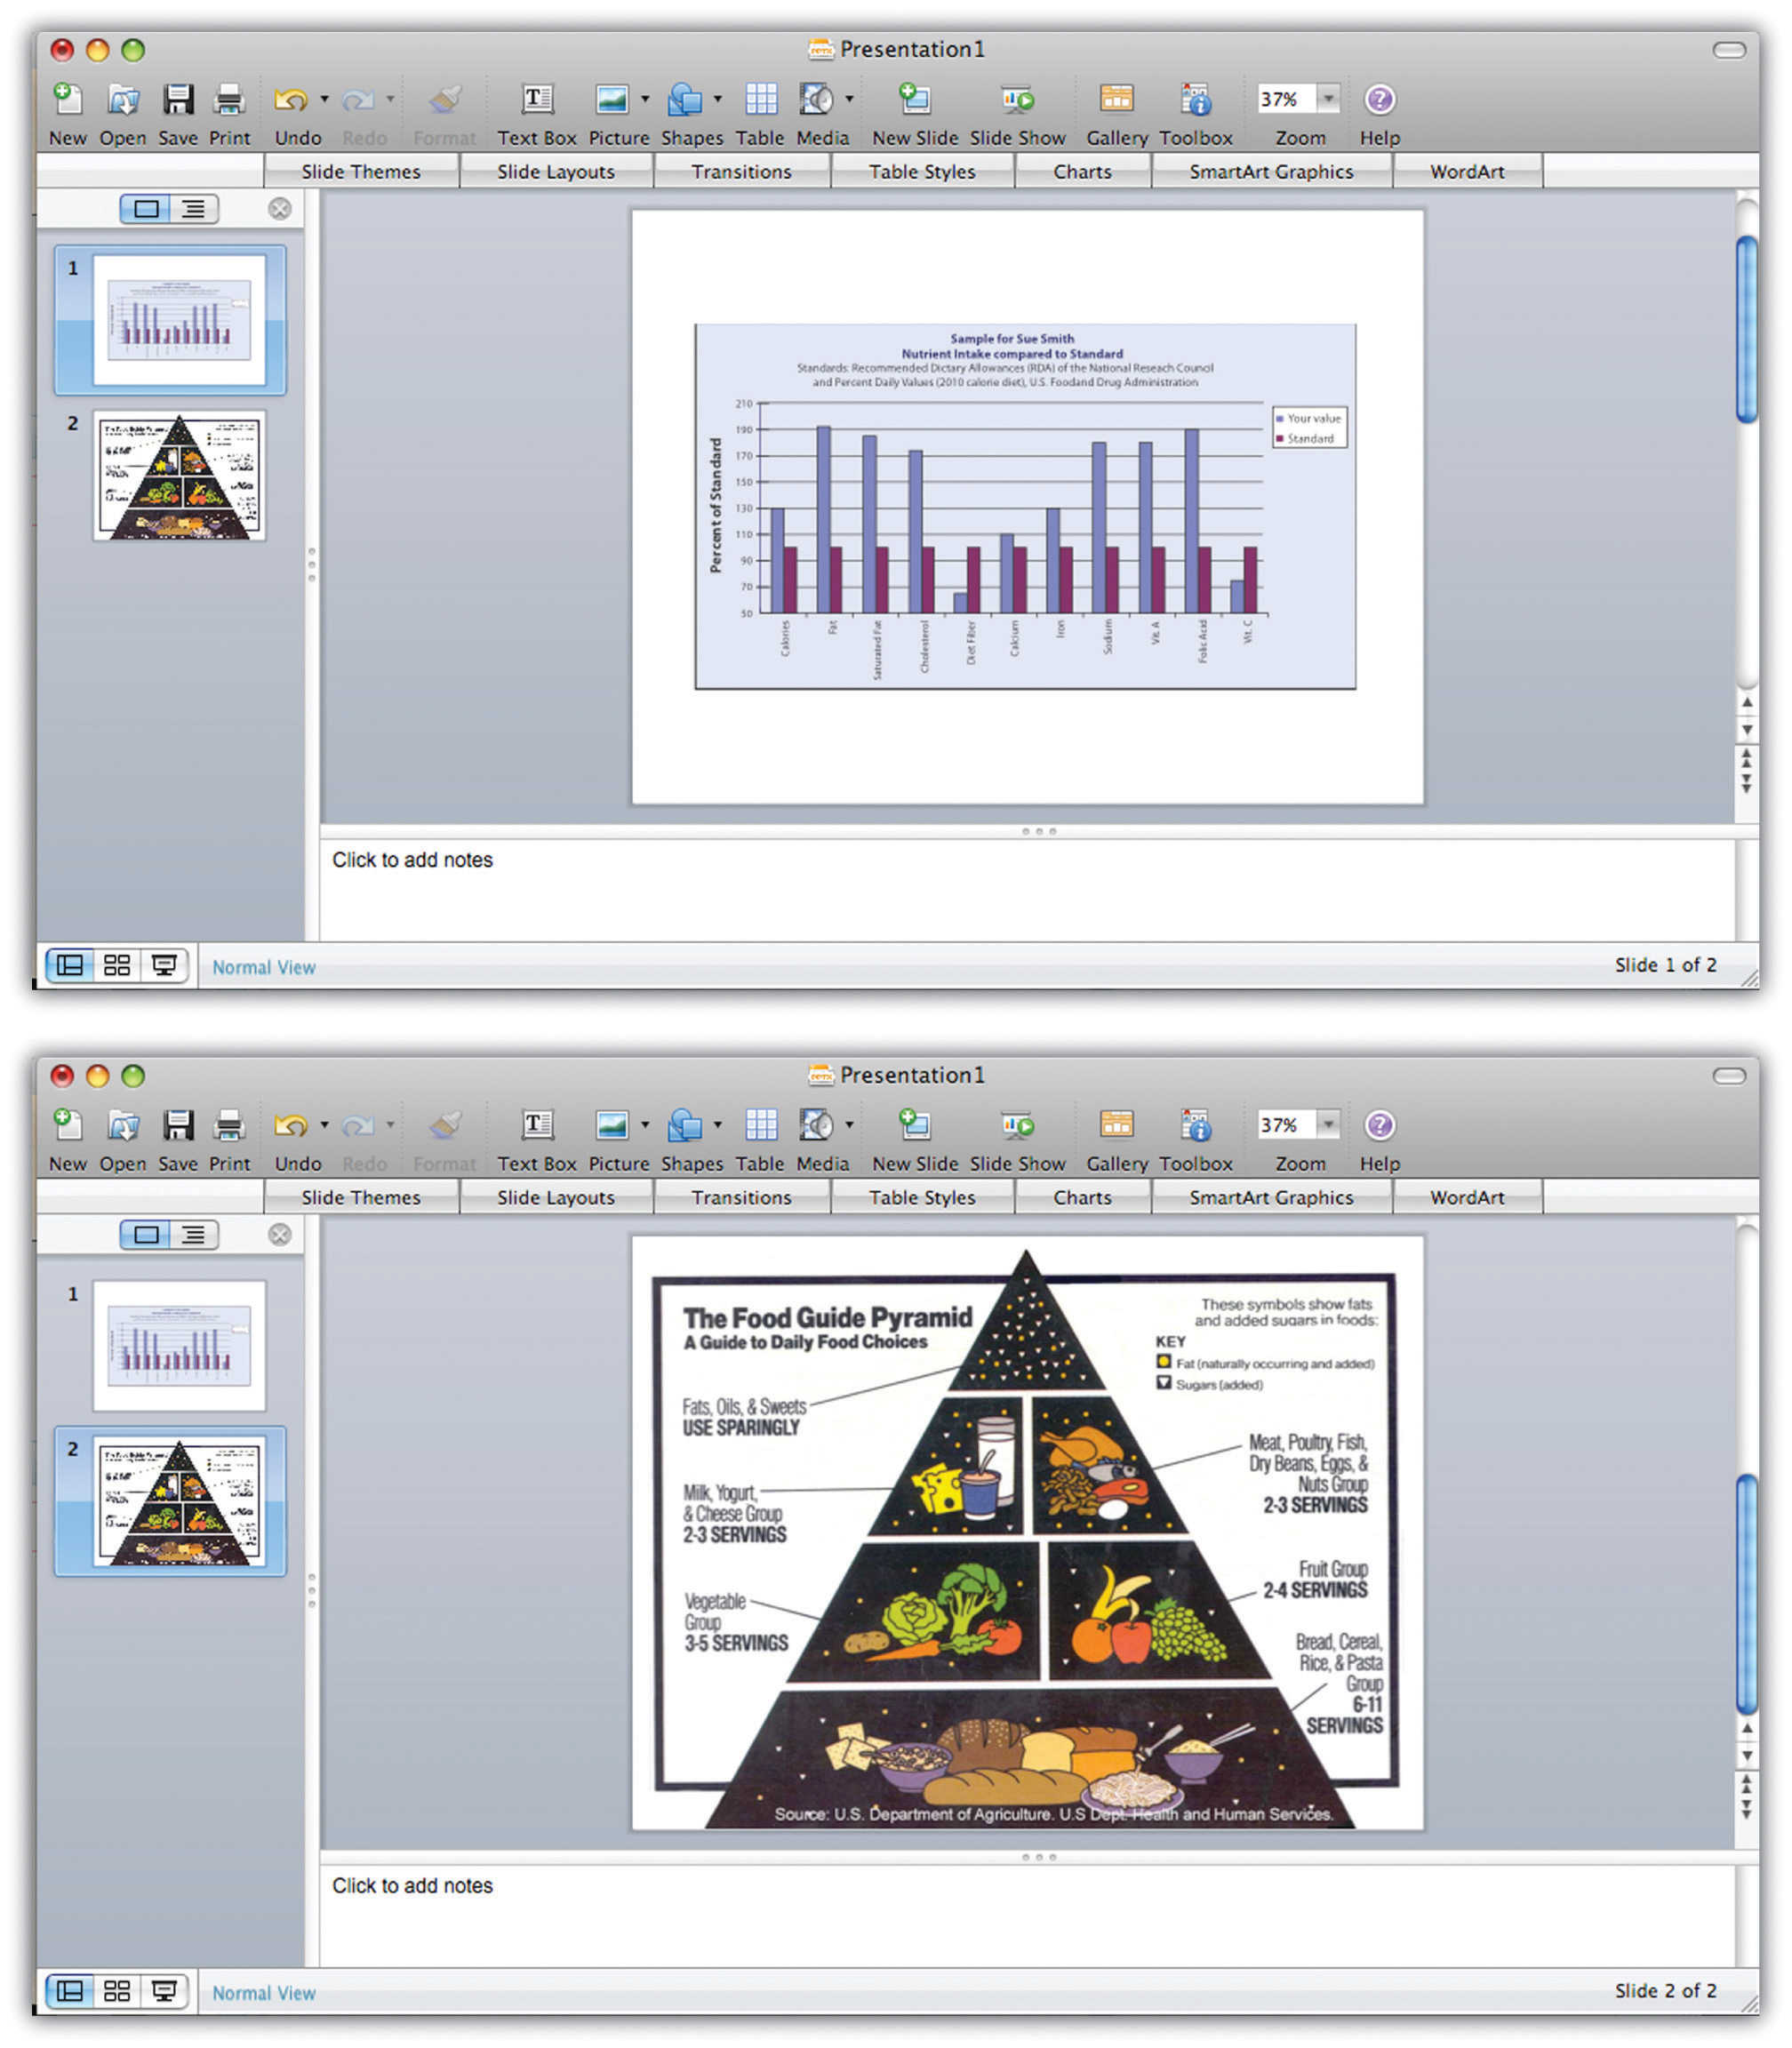 Presentation1
New Open Save Print Undo Redo Format Text Box Picture Shapes Table Media New Slide Slide Show Gallery Toolbox 37% Zoom Help
Slide Themes Slide Layouts Transitions Table Styles Charts SmartArt Graphics WordArt
1
2
Sample for Sue Smith
Nutrient Intake compared to Standard
Standards: Recommended Dictary Allowances (RDA) of the National Reseach Council
and Percent Daily Values (2010 calorie diet), U.S. Foodand Drug Administration
Percent of Standard
210
190
170
150
130
110
90
70
50
Your value
Standard
Calories
Fat
Saturated Fat
Cholesterol
Diet Fiber
Calcium
Iron
Sodium
Vit. A
Folic Acid
Vit. C
Click to add notes
Normal View
Slide 1 of 2
Presentation1
New Open Save Print Undo Redo Format Text Box Picture Shapes Table Media New Slide Slide Show Gallery Toolbox 37% Zoom Help
Slide Themes Slide Layouts Transitions Table Styles Charts SmartArt Graphics WordArt
1
2
The Food Guide Pyramid
A Guide to Daily Food Choices
These symbols show fats
and added sugars in foods:
KEY
Fat (naturally occurring and added)
Sugars (added)
Fats, Oils, & Sweets
USE SPARINGLY
Milk, Yogurt,
& Cheese Group
2-3 SERVINGS
Meat, Poultry, Fish,
Dry Beans, Eggs, &
Nuts Group
2-3 SERVINGS
Vegetable
Group
3-5 SERVINGS
Fruit Group
2-4 SERVINGS
Bread, Cereal,
Rice, & Pasta
Group
6-11
SERVINGS
Source: U.S. Department of Agriculture. U.S Dept. Health and Human Services.
Click to add notes
Normal View
Slide 2 of 2